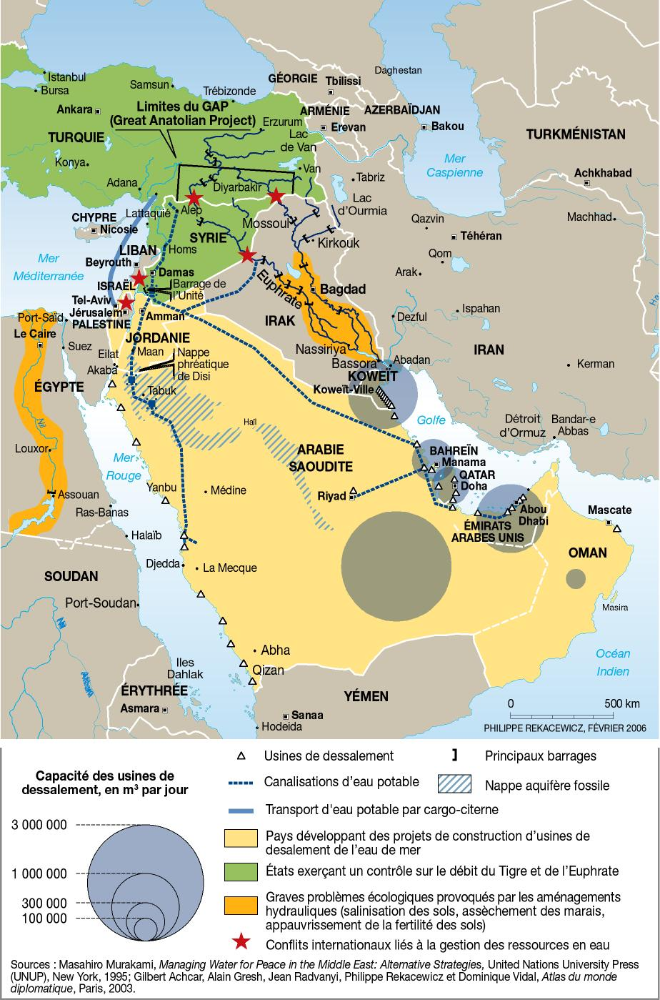 Istanbul
Bursa
Samsun
Trébizonde
GÉORGIE
Tbilissi
Daghestan
Ankara
Limites du GAP
(Great Anatolian Project)
Erzurum
ARMÉNIE
Erevan
AZERBAÏDJAN
Bakou
TURQUIE
Lac
de Van
TURKMÉNISTAN
Konya
Van
Mer
Caspienne
Tabriz
Achkhabad
Adana
Diyarbakir
Lac
d'Ourmia
Lattaquié
Alep
CHYPRE
Nicosie
Mossoul
Qazvin
Machhad
SYRIE
Kirkouk
Téhéran
LIBAN
Homs
Qom
Mer
Méditerranée
Beyrouth
Damas
Arak
ISRAËL
Barrage de
l'Unité
Euphrate
Bagdad
Tel-Aviv
Jérusalem
PALESTINE
Amman
Port-Saïd
IRAK
Dezful
Ispahan
Le Caire
JORDANIE
Suez
Eilat
Maan
Nappe
phréatique
de Disi
Nassiriya
IRAN
Akaba
Bassora
Abadan
Kerman
ÉGYPTE
KOWEÏT
Koweït-Ville
Tabuk
Nil
Haïl
Golfe
Détroit
d'Ormuz
Bandar-e
Abbas
Louxor
Mer
Rouge
ARABIE
SAOUDITE
BAHREÏN
Manama
QATAR
Doha
Assouan
Yanbu
Médine
Riyad
Ras-Banas
Abou
Dhabi
Mascate
Halaïb
ÉMIRATS
ARABES UNIS
OMAN
Djedda
La Mecque
SOUDAN
Port-Soudan
Masira
Nil
Abha
Océan
Indien
Iles
Dahlak
Qizan
ÉRYTHRÉE
Asmara
YÉMEN
Sanaa
Hodeida
0
500 km
PHILIPPE REKACEWICZ, FÉVRIER 2006
Capacité des usines de
dessalement, en m³ par jour
3 000 000
1 000 000
300 000
100 000
Usines de dessalement
Principaux barrages
Canalisations d'eau potable
Nappe aquifère fossile
Transport d'eau potable par cargo-citerne
Pays développant des projets de construction d'usines de
desalement de l'eau de mer
États exerçant un contrôle sur le débit du Tigre et de l'Euphrate
Graves problèmes écologiques provoqués par les aménagements
hydrauliques (salinisation des sols, assèchement des marais,
appauvrissement de la fertilité des sols)
Conflits internationaux liés à la gestion des ressources en eau
Sources : Masahiro Murakami, Managing Water for Peace in the Middle East: Alternative Strategies, United Nations University Press
(UNUP), New York, 1995; Gilbert Achcar, Alain Gresh, Jean Radvanyi, Philippe Rekacewicz et Dominique Vidal, Atlas du monde
diplomatique, Paris, 2003.